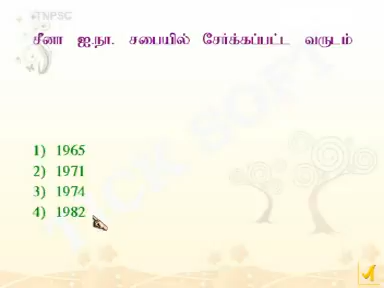 TNPSC
சீனா ஐ.நா. சபையில் சேர்க்கப்பட்ட வருடம்
1) 1965
2) 1971
3) 1974
4) 1982
TICK SOFT